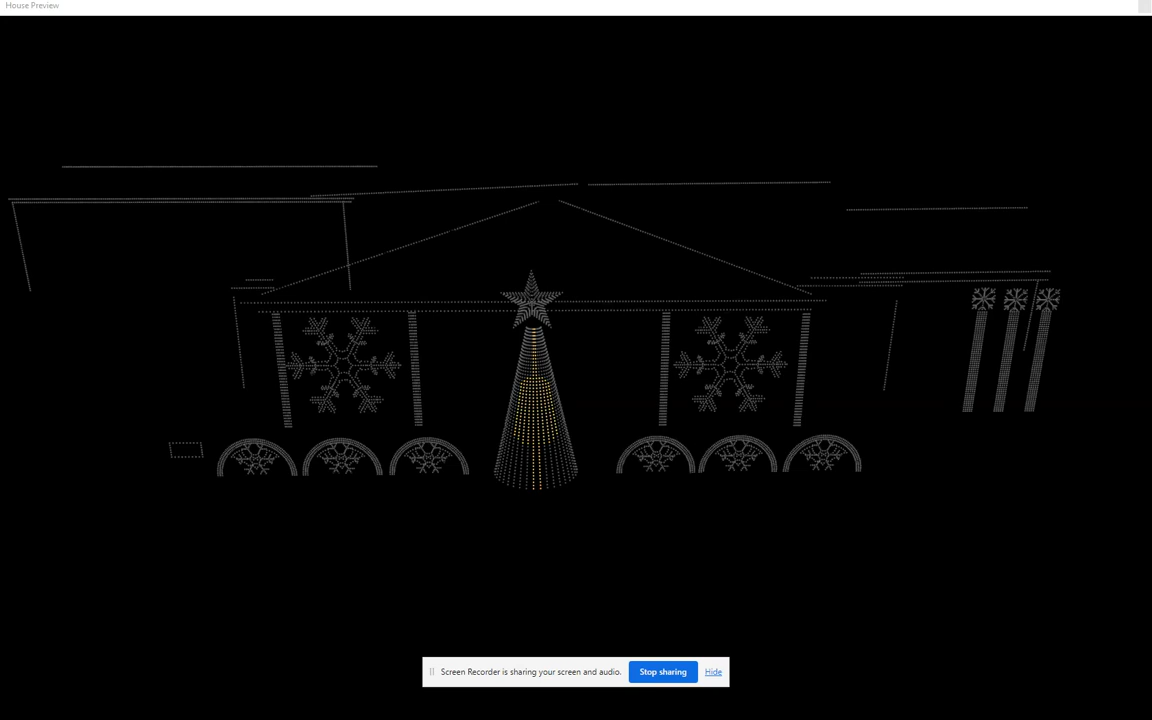 House Preview
Screen Recorder is sharing your screen and audio.
Stop sharing
Hide